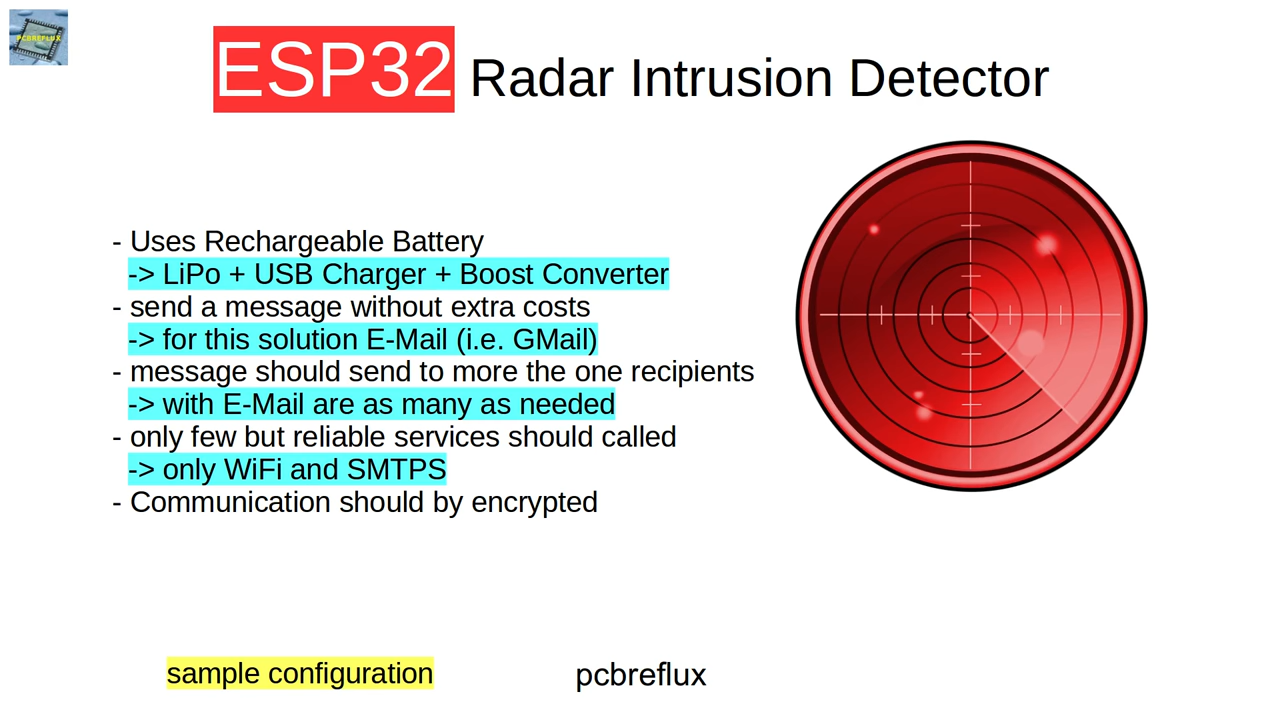 PCBREFLUX
ESP32 Radar Intrusion Detector
- Uses Rechargeable Battery
-> LiPo + USB Charger + Boost Converter
- send a message without extra costs
-> for this solution E-Mail (i.e. GMail)
- message should send to more the one recipients
-> with E-Mail are as many as needed
- only few but reliable services should called
-> only WiFi and SMTPS
- Communication should by encrypted
sample configuration
pcbreflux